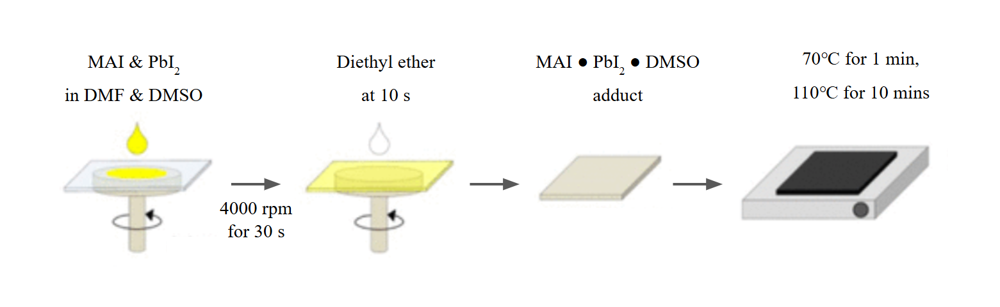 MAI & PbI₂
in DMF & DMSO
4000 rpm
for 30 s
Diethyl ether
at 10 s
MAI ● PbI₂ ● DMSO
adduct
70℃ for 1 min,
110℃ for 10 mins